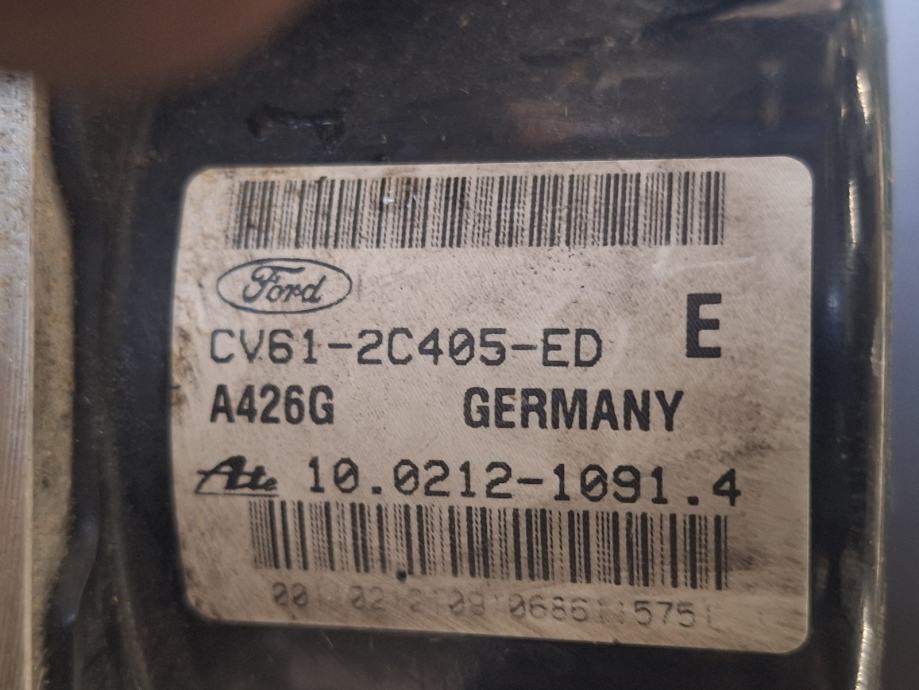 Ford
CV61-2C405-ED
E
A426G GERMANY
Ate 10.0212-1091.4